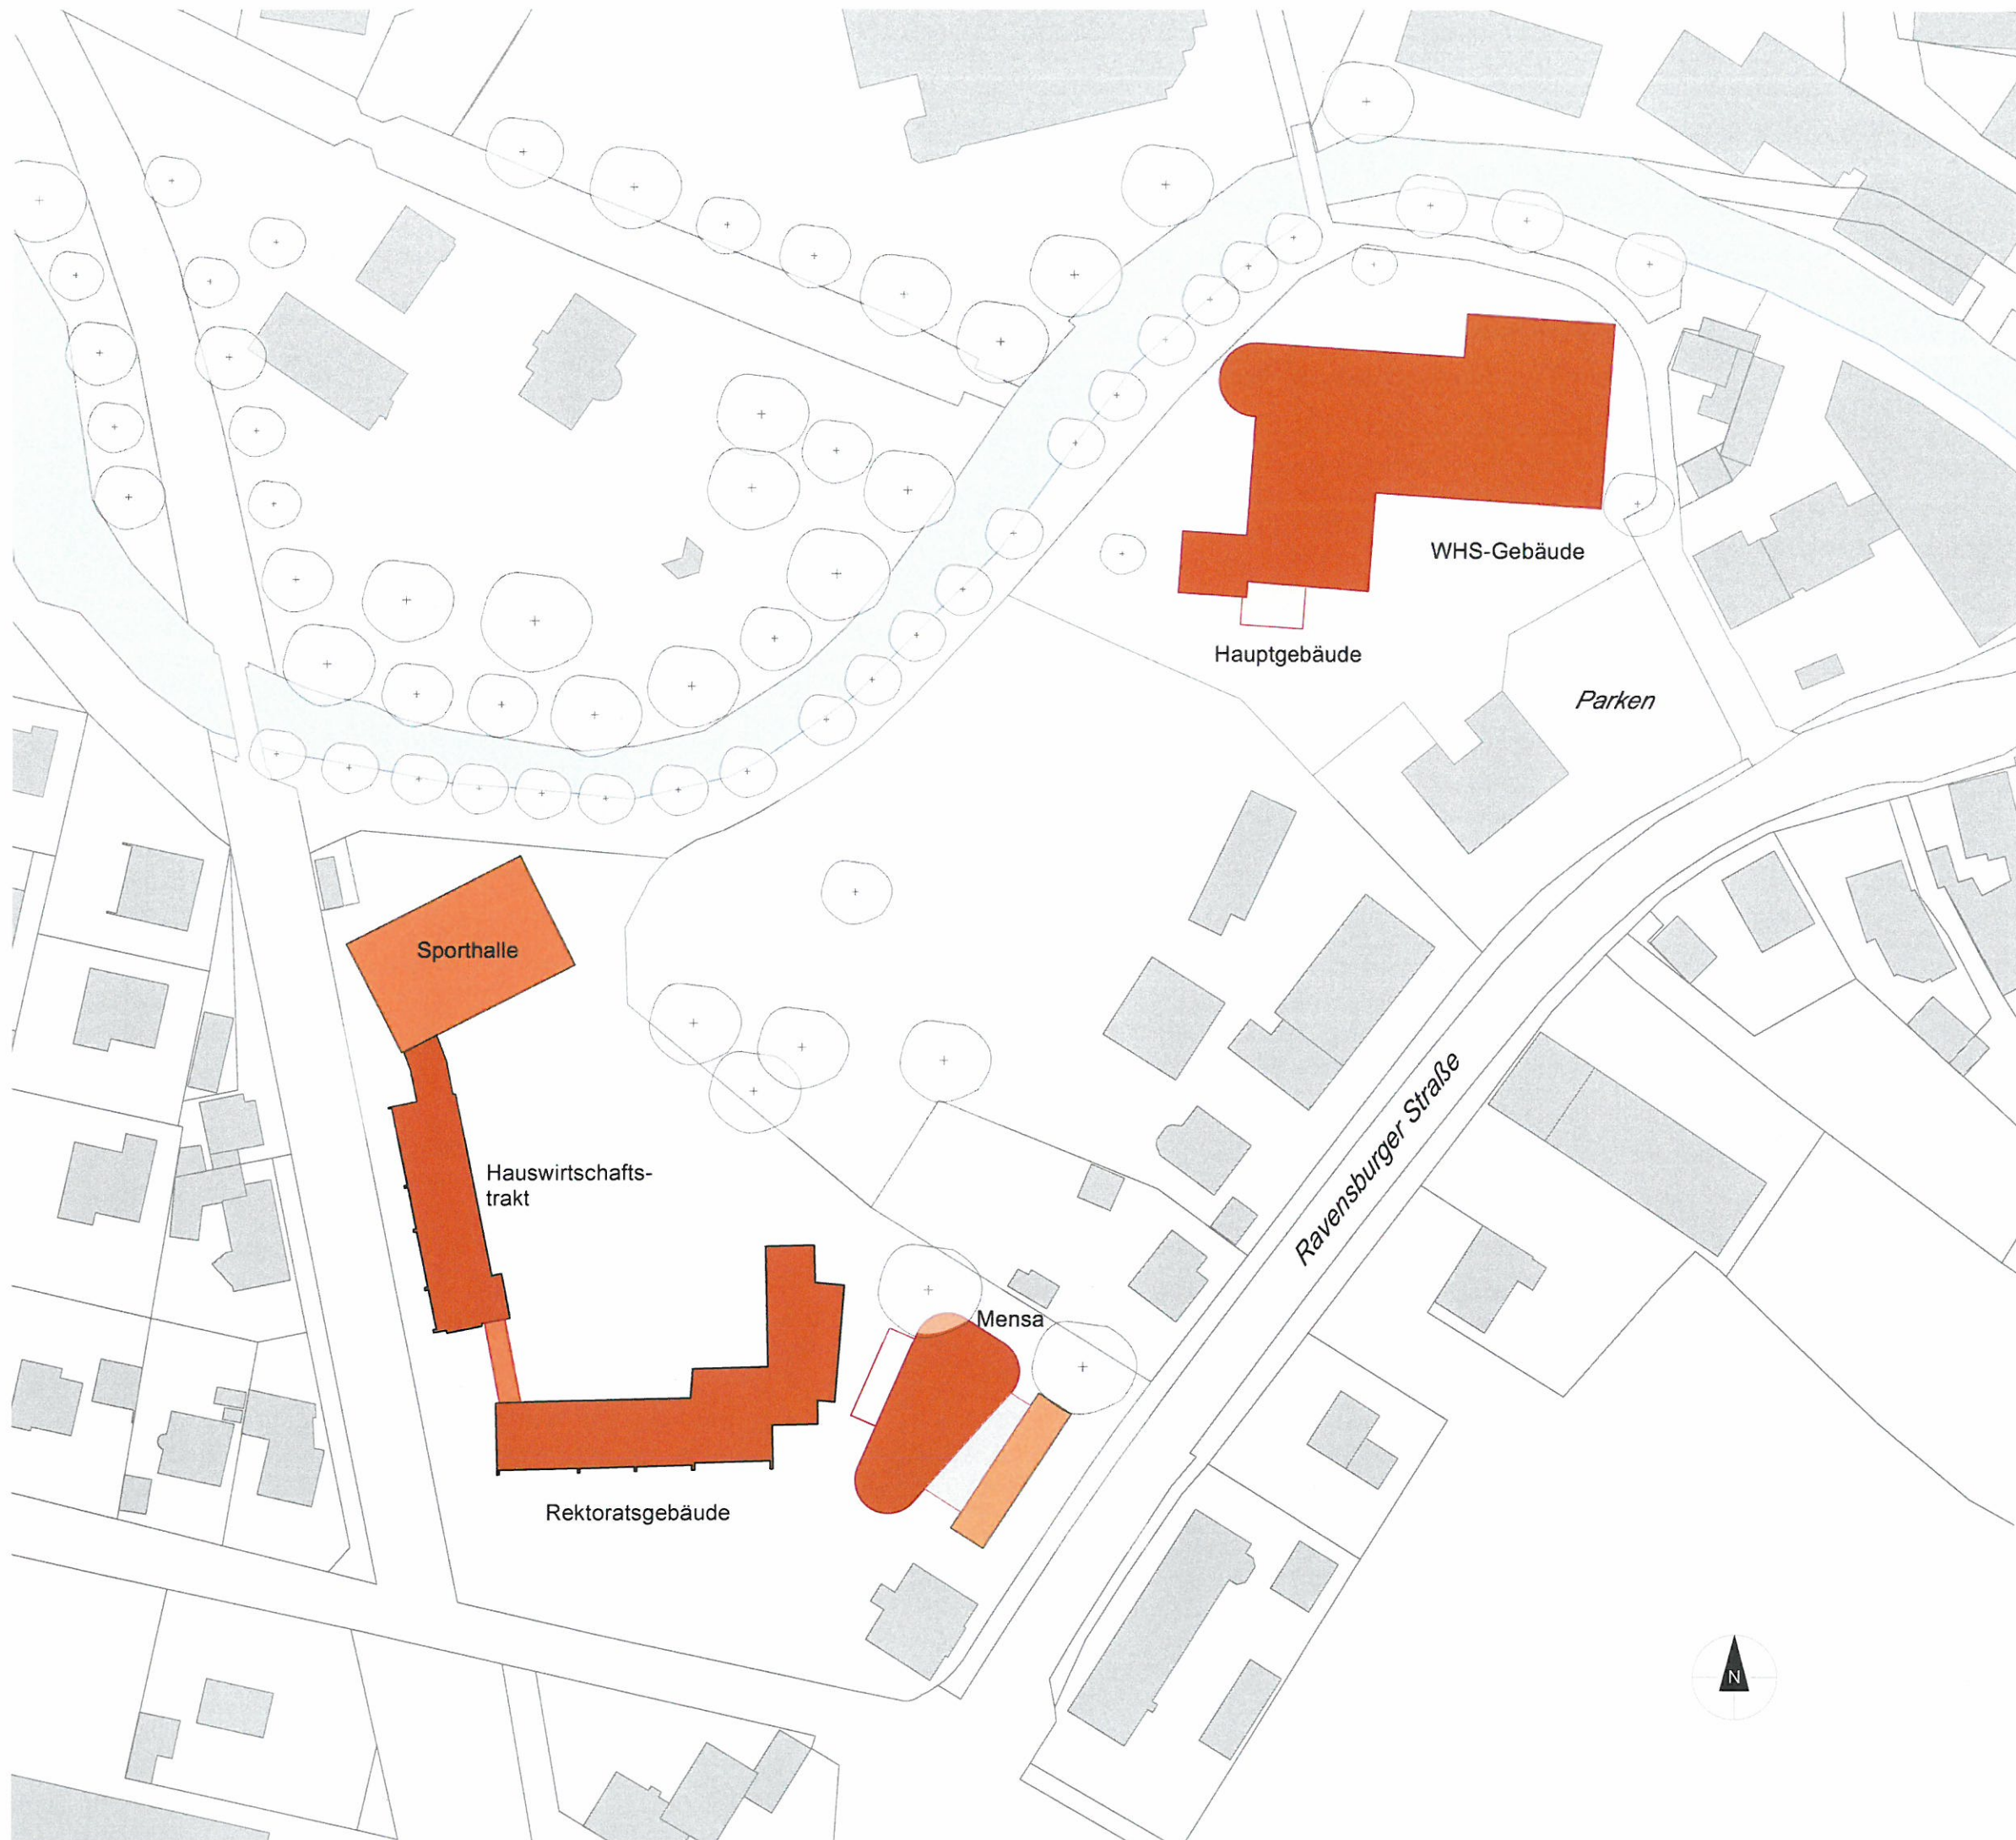 WHS-Gebäude
Hauptgebäude
Parken
Sporthalle
Hauswirtschafts-
trakt
Ravensburger Straße
Mensa
Rektoratsgebäude
N